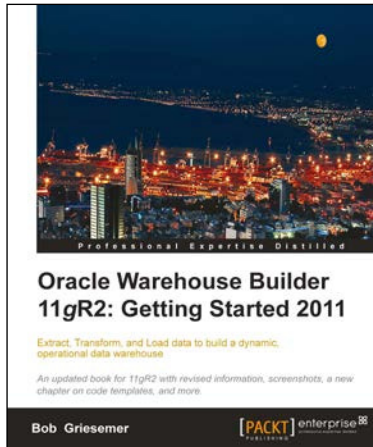 Professional Expertise Distilled
Oracle Warehouse Builder
11gR2: Getting Started 2011
Extract, Transform, and Load data to build a dynamic,
operational data warehouse
An updated book for 11gR2 with revised information, screenshots, a new
chapter on code templates, and more.
Bob Griesemer
[PACKT] enterprise
PUBLISHING